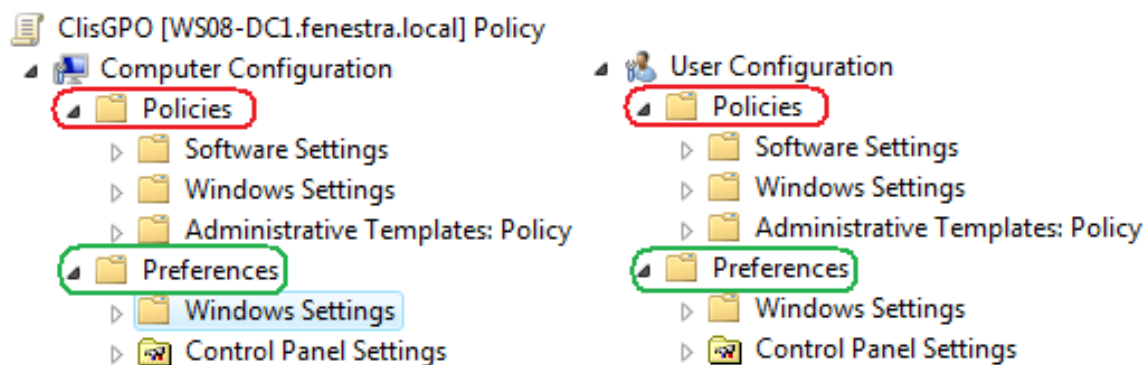 ClisGPO [WS08-DC1.fenestra.local] Policy
Computer Configuration
Policies
Software Settings
Windows Settings
Administrative Templates: Policy
Preferences
Windows Settings
Control Panel Settings
User Configuration
Policies
Software Settings
Windows Settings
Administrative Templates: Policy
Preferences
Windows Settings
Control Panel Settings